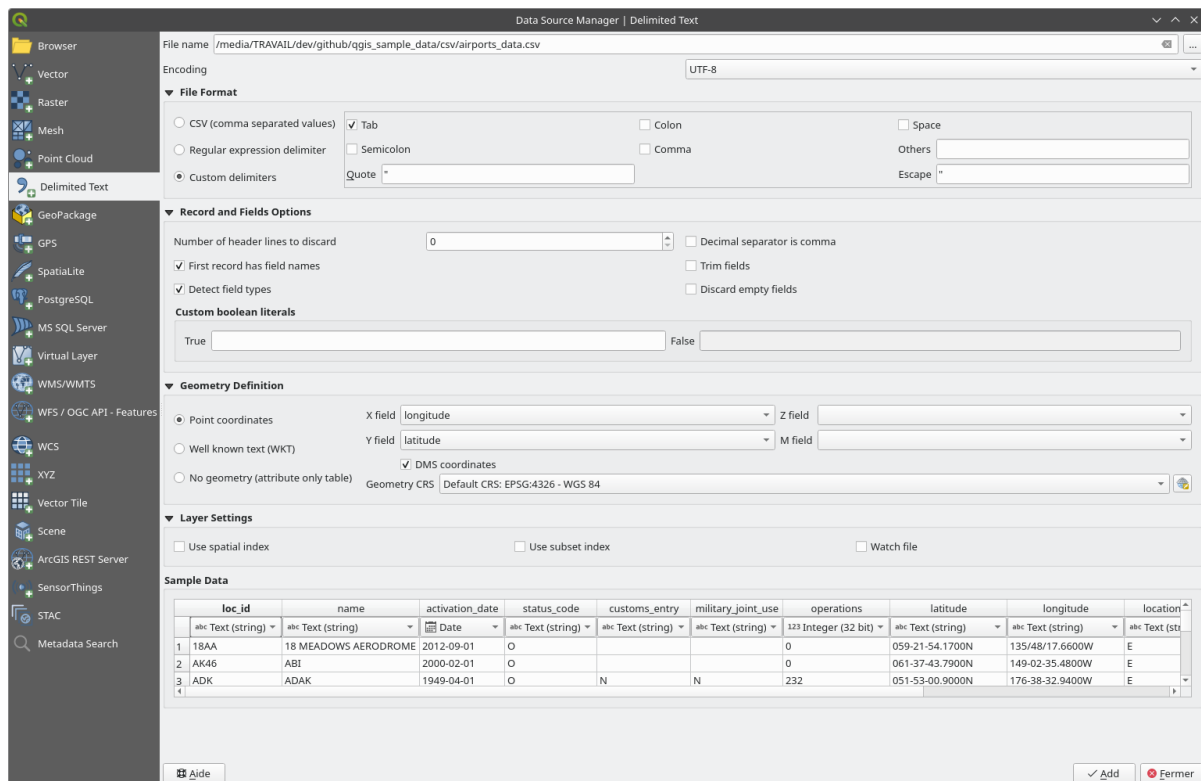 Data Source Manager | Delimited Text
Browser
Vector
Raster
Mesh
Point Cloud
Delimited Text
GeoPackage
GPS
SpatiaLite
PostgreSQL
MS SQL Server
Virtual Layer
WMS/WMTS
WFS / OGC API - Features
WCS
XYZ
Vector Tile
Scene
ArcGIS REST Server
SensorThings
STAC
Metadata Search
File name /media/TRAVAIL/dev/github/qgis_sample_data/csv/airports_data.csv ...
Encoding UTF-8
File Format
CSV (comma separated values) Tab Colon Space
Regular expression delimiter Semicolon Comma Others
Custom delimiters Quote " Escape "
Record and Fields Options
Number of header lines to discard 0 Decimal separator is comma
First record has field names Trim fields
Detect field types Discard empty fields
Custom boolean literals
True False
Geometry Definition
Point coordinates X field longitude Z field
Well known text (WKT) Y field latitude M field
DMS coordinates
No geometry (attribute only table) Geometry CRS Default CRS: EPSG:4326 - WGS 84
Layer Settings
Use spatial index Use subset index Watch file
Sample Data
loc_id name activation_date status_code customs_entry military_joint_use operations latitude longitude location
abc Text (string) abc Text (string) Date abc Text (string) abc Text (string) abc Text (string) 123 Integer (32 bit) abc Text (string) abc Text (string) abc Text (str
1 18AA 18 MEADOWS AERODROME 2012-09-01 O 0 059-21-54.1700N 135/48/17.6600W E
2 AK46 ABI 2000-02-01 O 0 061-37-43.7900N 149-02-35.4800W E
3 ADK ADAK 1949-04-01 O N N 232 051-53-00.9000N 176-38-32.9400W E
Aide Add Fermer